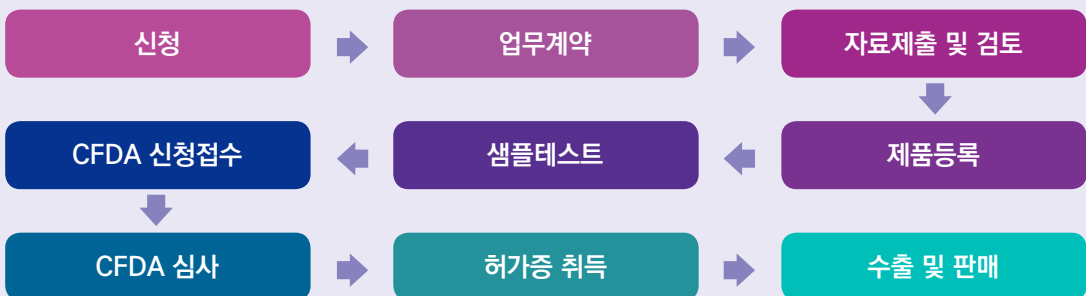 신청
업무계약
자료제출 및 검토
제품등록
샘플테스트
CFDA 신청접수
CFDA 심사
허가증 취득
수출 및 판매